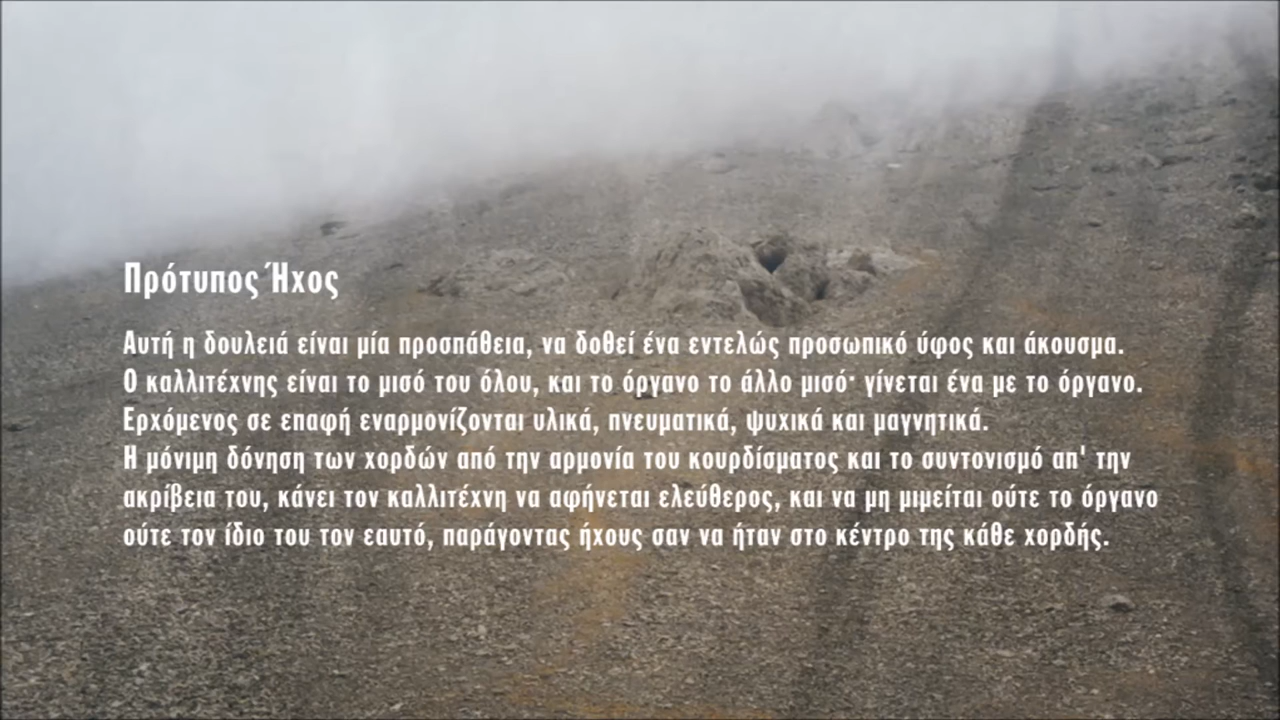 Πρότυπος Ήχος
Αυτή η δουλειά είναι μία προσπάθεια, να δοθεί ένα εντελώς προσωπικό ύφος και άκουσμα.
Ο καλλιτέχνης είναι το μισό του όλου, και το όργανο το άλλο μισό· γίνεται ένα με το όργανο.
Ερχόμενος σε επαφή εναρμονίζονται υλικά, πνευματικά, ψυχικά και μαγνητικά.
Η μόνιμη δόνηση των χορδών από την αρμονία του κουρδίσματος και το συντονισμό απ' την
ακρίβεια του, κάνει τον καλλιτέχνη να αφήνεται ελεύθερος, και να μη μιμείται ούτε το όργανο
ούτε τον ίδιο του τον εαυτό, παράγοντας ήχους σαν να ήταν στο κέντρο της κάθε χορδής.